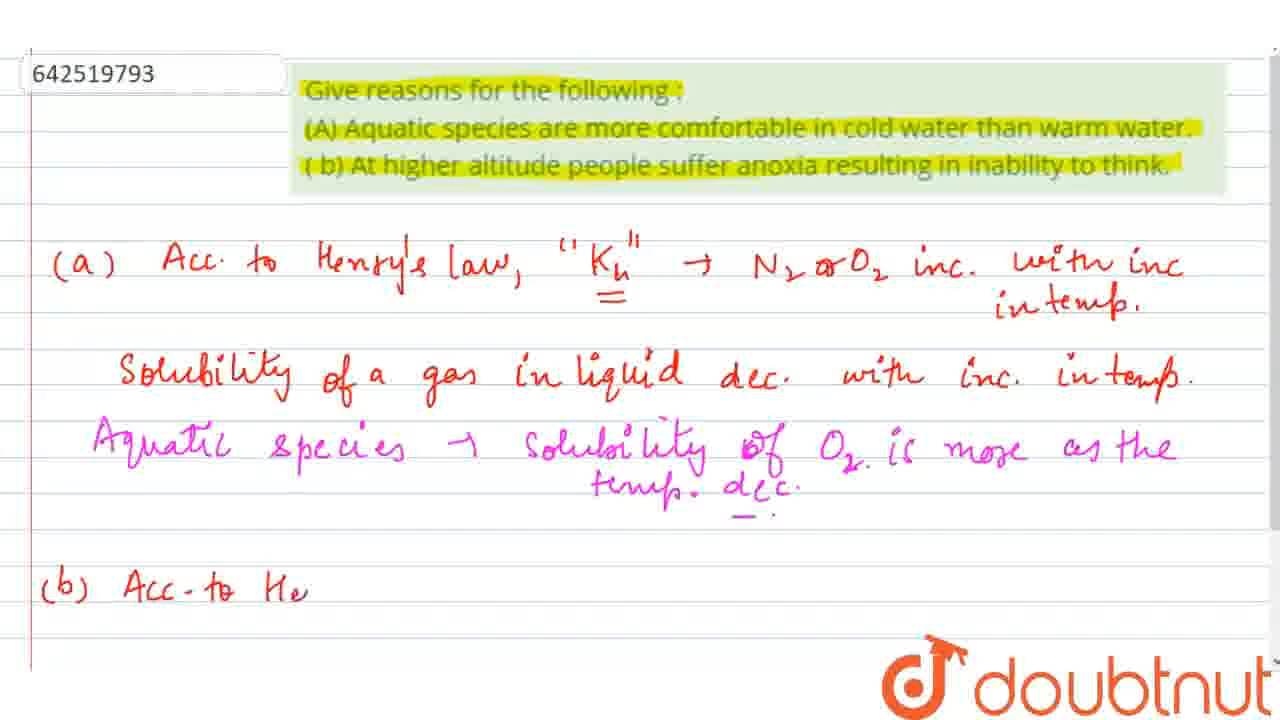 642519793
Give reasons for the following :
(A) Aquatic species are more comfortable in cold water than warm water.
( b) At higher altitude people suffer anoxia resulting in inability to think.
(a) Acc. to Henry's law, "KH" → N2 or O2 inc. with inc
in temp.
Solubility of a gas in liquid dec. with inc. in temp.
Aquatic species → Solubility of O2 is more as the
temp. dec.
(b) Acc. to He
doubtnut